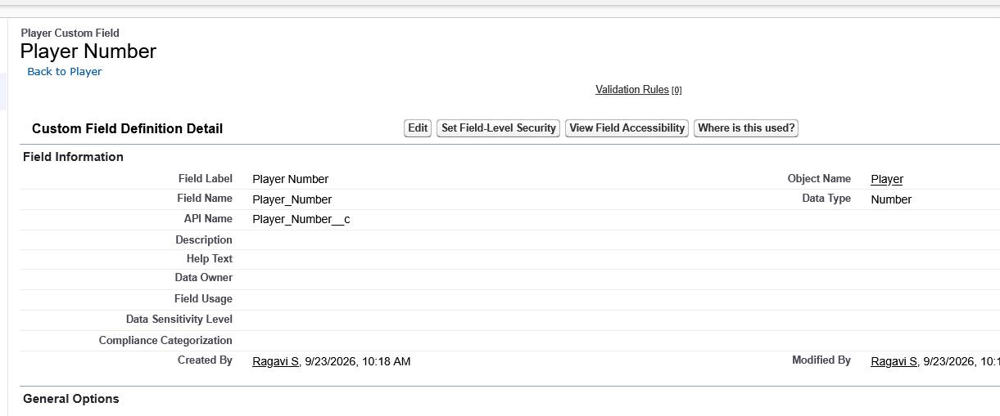 Player Custom Field
Player Number
Back to Player
Validation Rules [0]
Custom Field Definition Detail Edit Set Field-Level Security View Field Accessibility Where is this used?
Field Information
Field Label Player Number Object Name Player
Field Name Player_Number Data Type Number
API Name Player_Number__c
Description
Help Text
Data Owner
Field Usage
Data Sensitivity Level
Compliance Categorization
Created By Ragavi S, 9/23/2026, 10:18 AM Modified By Ragavi S, 9/23/2026, 10:1
General Options